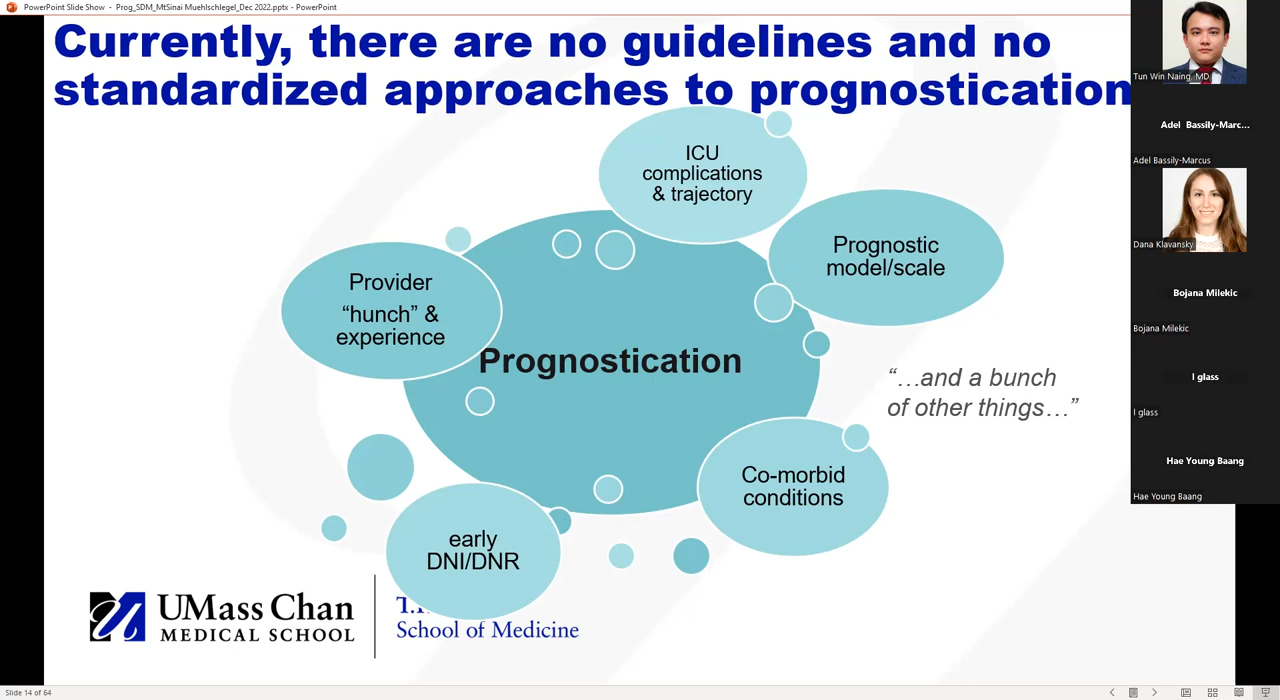 PowerPoint Slide Show - Prog_SDM_MtSinai Muehlschlegel_Dec 2022.pptx - PowerPoint
Currently, there are no guidelines and no
standardized approaches to prognostication
ICU
complications
& trajectory
Prognostic
model/scale
Provider
“hunch” &
experience
Prognostication
“…and a bunch
of other things…”
Co-morbid
conditions
early
DNI/DNR
UMass Chan
MEDICAL SCHOOL
School of Medicine
Tun Win Naing, MD
Adel Bassily-Marc...
Adel Bassily-Marcus
Dana Klavansky
Bojana Milekic
Bojana Milekic
I glass
I glass
Hae Young Baang
Hae Young Baang
Slide 14 of 64